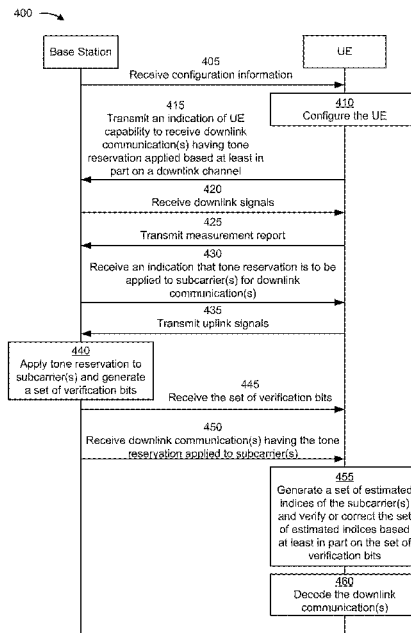 400
Base Station
UE
405
Receive configuration information
410
Configure the UE
415
Transmit an indication of UE
capability to receive downlink
communication(s) having tone
reservation applied based at least in
part on a downlink channel
420
Receive downlink signals
425
Transmit measurement report
430
Receive an indication that tone reservation is to be
applied to subcarrier(s) for downlink
communication(s)
435
Transmit uplink signals
440
Apply tone reservation to
subcarrier(s) and generate
a set of verification bits
445
Receive the set of verification bits
450
Receive downlink communication(s) having the tone
reservation applied to subcarrier(s)
455
Generate a set of estimated
indices of the subcarrier(s)
and verify or correct the set
of estimated indices based
at least in part on the set of
verification bits
460
Decode the downlink
communication(s)